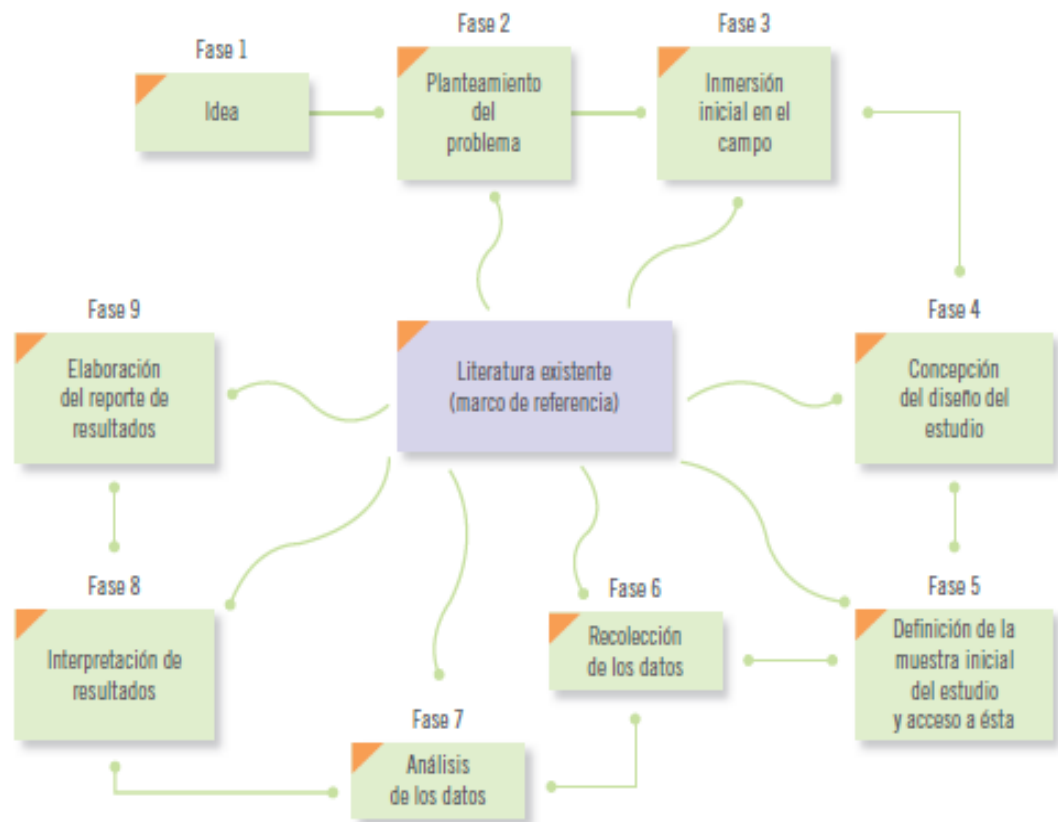 Fase 1
Idea
Fase 2
Planteamiento
del
problema
Fase 3
Inmersión
inicial en el
campo
Fase 4
Concepción
del diseño del
estudio
Fase 5
Definición de la
muestra inicial
del estudio
y acceso a ésta
Fase 6
Recolección
de los datos
Fase 7
Análisis
de los datos
Fase 8
Interpretación de
resultados
Fase 9
Elaboración
del reporte de
resultados
Literatura existente
(marco de referencia)